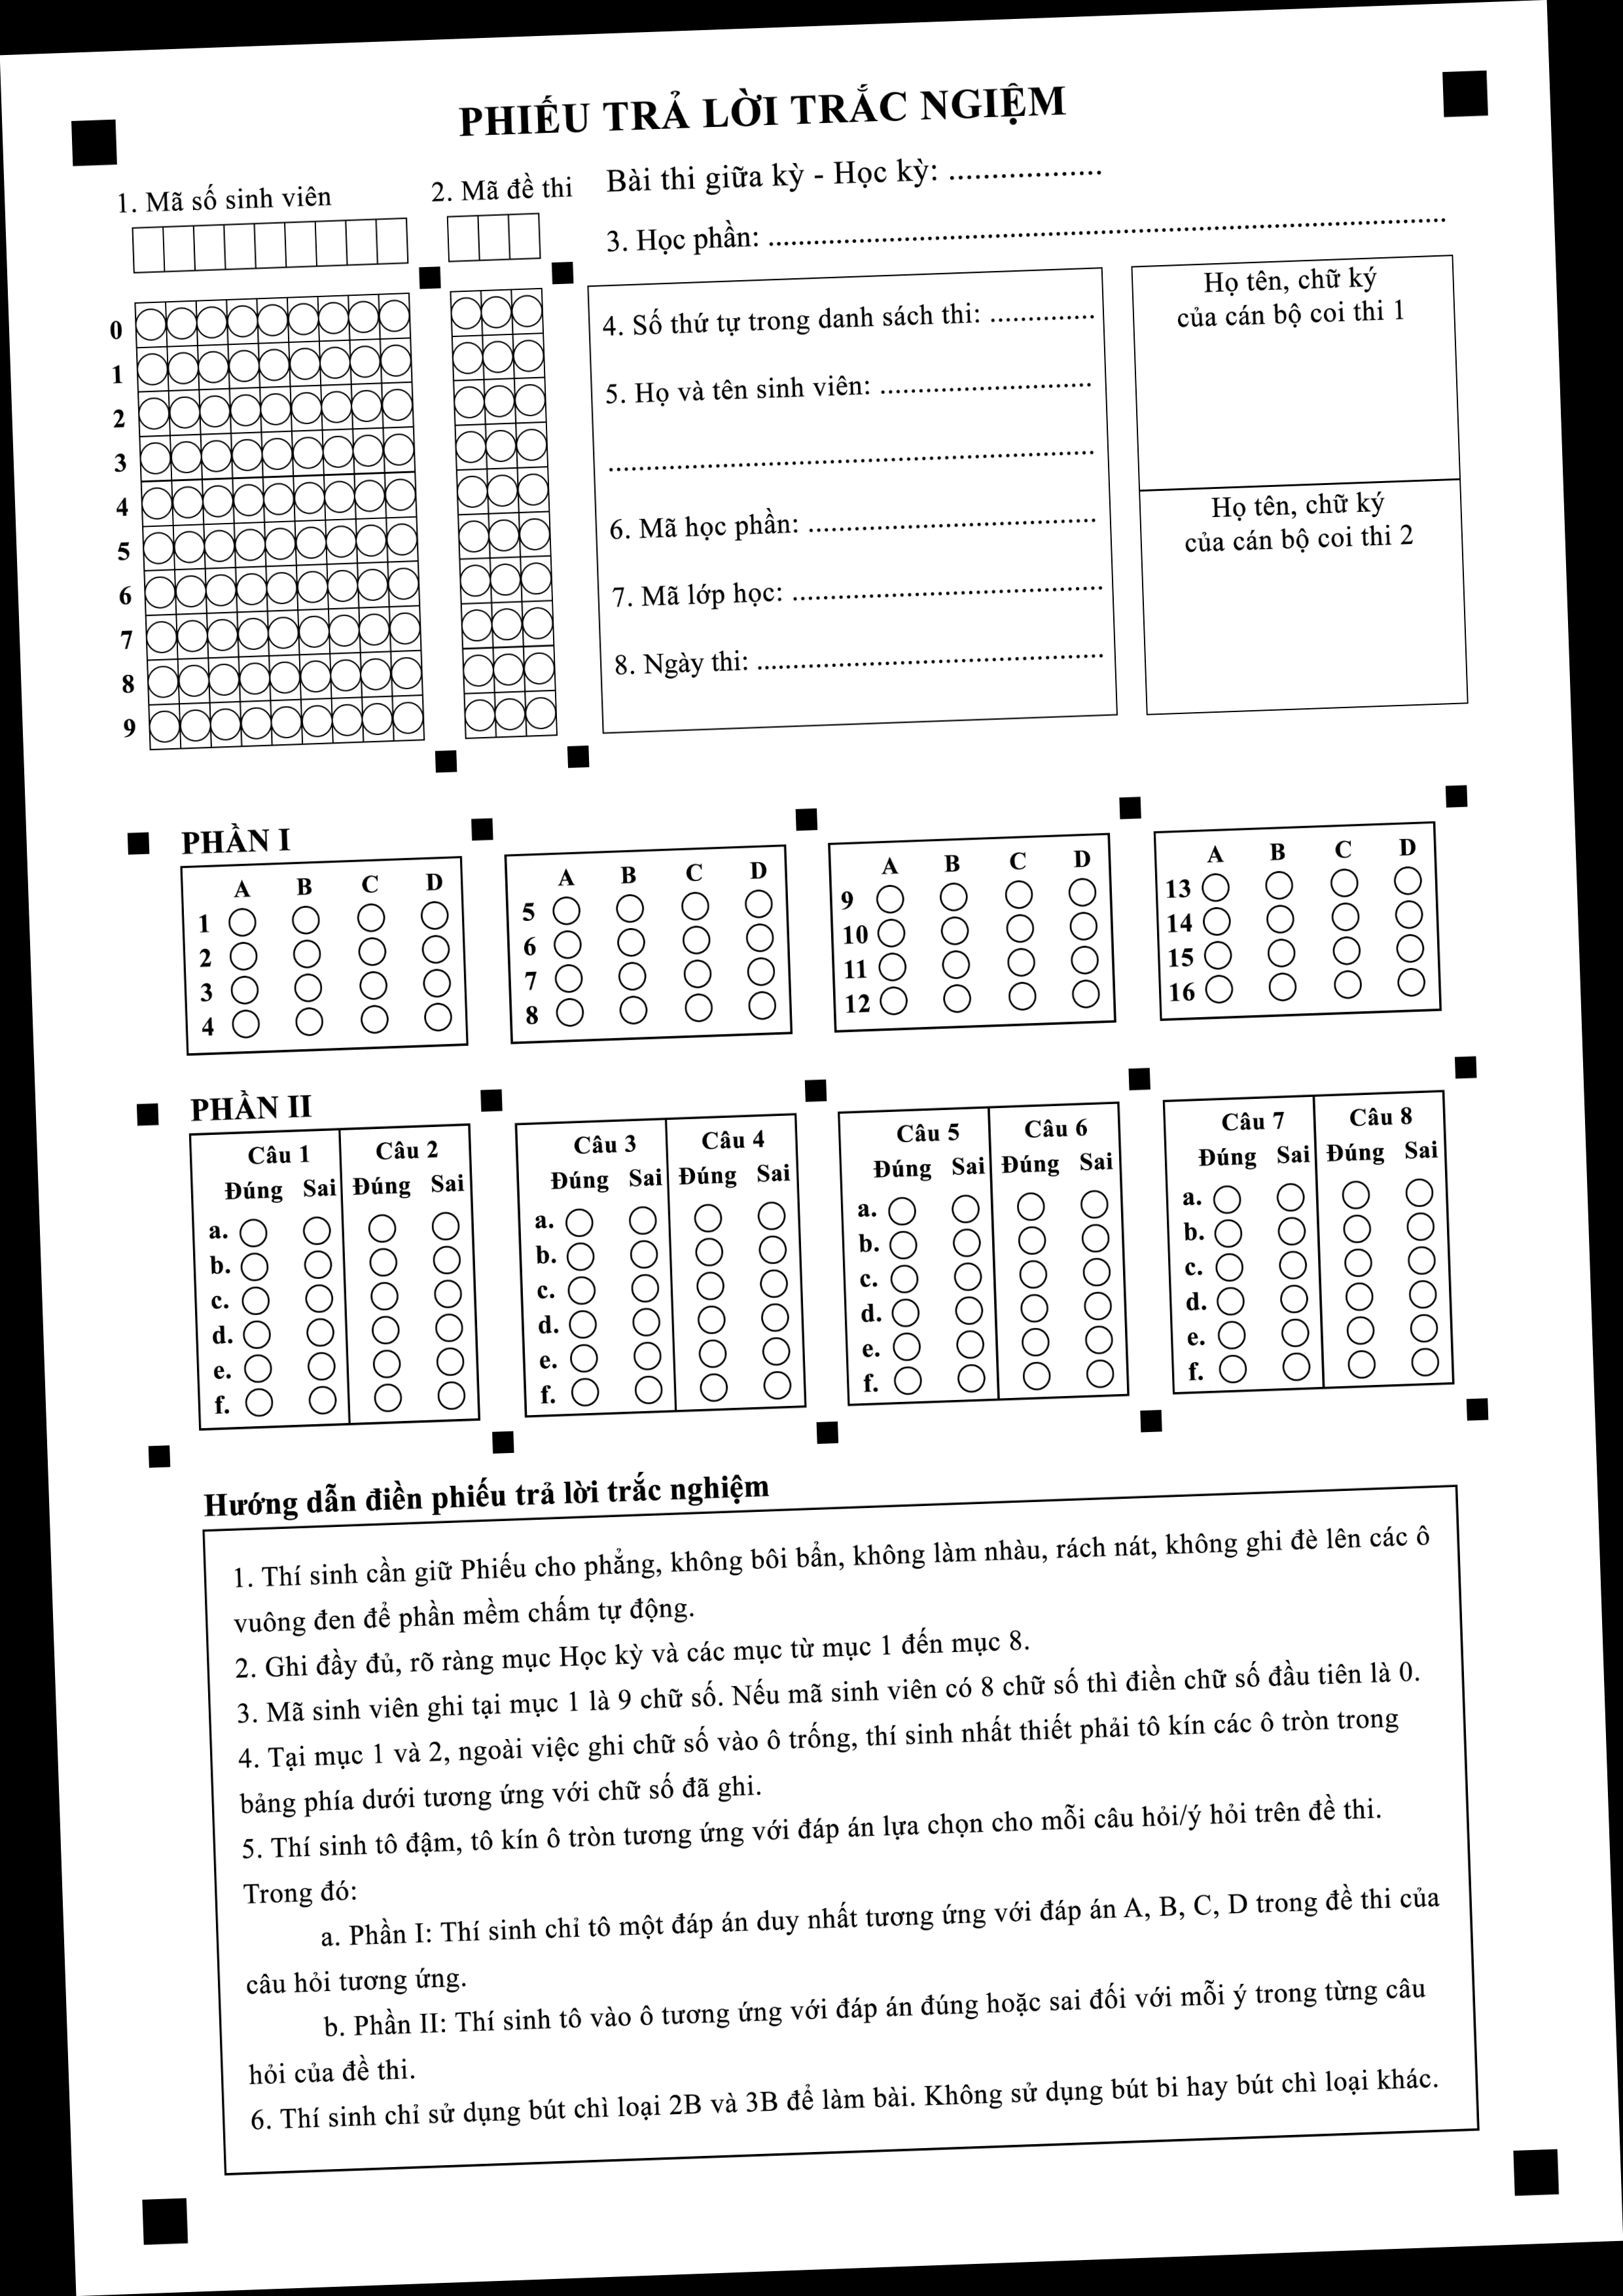 PHIẾU TRẢ LỜI TRẮC NGIỆM
1. Mã số sinh viên
2. Mã đề thi
Bài thi giữa kỳ - Học kỳ: ..................
3. Học phần: ........................................................................................
0
1
2
3
4
5
6
7
8
9
4. Số thứ tự trong danh sách thi: ..............
5. Họ và tên sinh viên: ............................
................................................................
6. Mã học phần: ......................................
7. Mã lớp học: .........................................
8. Ngày thi: ..............................................
Họ tên, chữ ký
của cán bộ coi thi 1
Họ tên, chữ ký
của cán bộ coi thi 2
PHẦN I
A B C D
1
2
3
4
A B C D
5
6
7
8
A B C D
9
10
11
12
A B C D
13
14
15
16
PHẦN II
Câu 1 Câu 2
Đúng Sai Đúng Sai
a.
b.
c.
d.
e.
f.
Câu 3 Câu 4
Đúng Sai Đúng Sai
a.
b.
c.
d.
e.
f.
Câu 5 Câu 6
Đúng Sai Đúng Sai
a.
b.
c.
d.
e.
f.
Câu 7 Câu 8
Đúng Sai Đúng Sai
a.
b.
c.
d.
e.
f.
Hướng dẫn điền phiếu trả lời trắc nghiệm
1. Thí sinh cần giữ Phiếu cho phẳng, không bôi bẩn, không làm nhàu, rách nát, không ghi đè lên các ô
vuông đen để phần mềm chấm tự động.
2. Ghi đầy đủ, rõ ràng mục Học kỳ và các mục từ mục 1 đến mục 8.
3. Mã sinh viên ghi tại mục 1 là 9 chữ số. Nếu mã sinh viên có 8 chữ số thì điền chữ số đầu tiên là 0.
4. Tại mục 1 và 2, ngoài việc ghi chữ số vào ô trống, thí sinh nhất thiết phải tô kín các ô tròn trong
bảng phía dưới tương ứng với chữ số đã ghi.
5. Thí sinh tô đậm, tô kín ô tròn tương ứng với đáp án lựa chọn cho mỗi câu hỏi/ý hỏi trên đề thi.
Trong đó:
a. Phần I: Thí sinh chỉ tô một đáp án duy nhất tương ứng với đáp án A, B, C, D trong đề thi của
câu hỏi tương ứng.
b. Phần II: Thí sinh tô vào ô tương ứng với đáp án đúng hoặc sai đối với mỗi ý trong từng câu
hỏi của đề thi.
6. Thí sinh chỉ sử dụng bút chì loại 2B và 3B để làm bài. Không sử dụng bút bi hay bút chì loại khác.